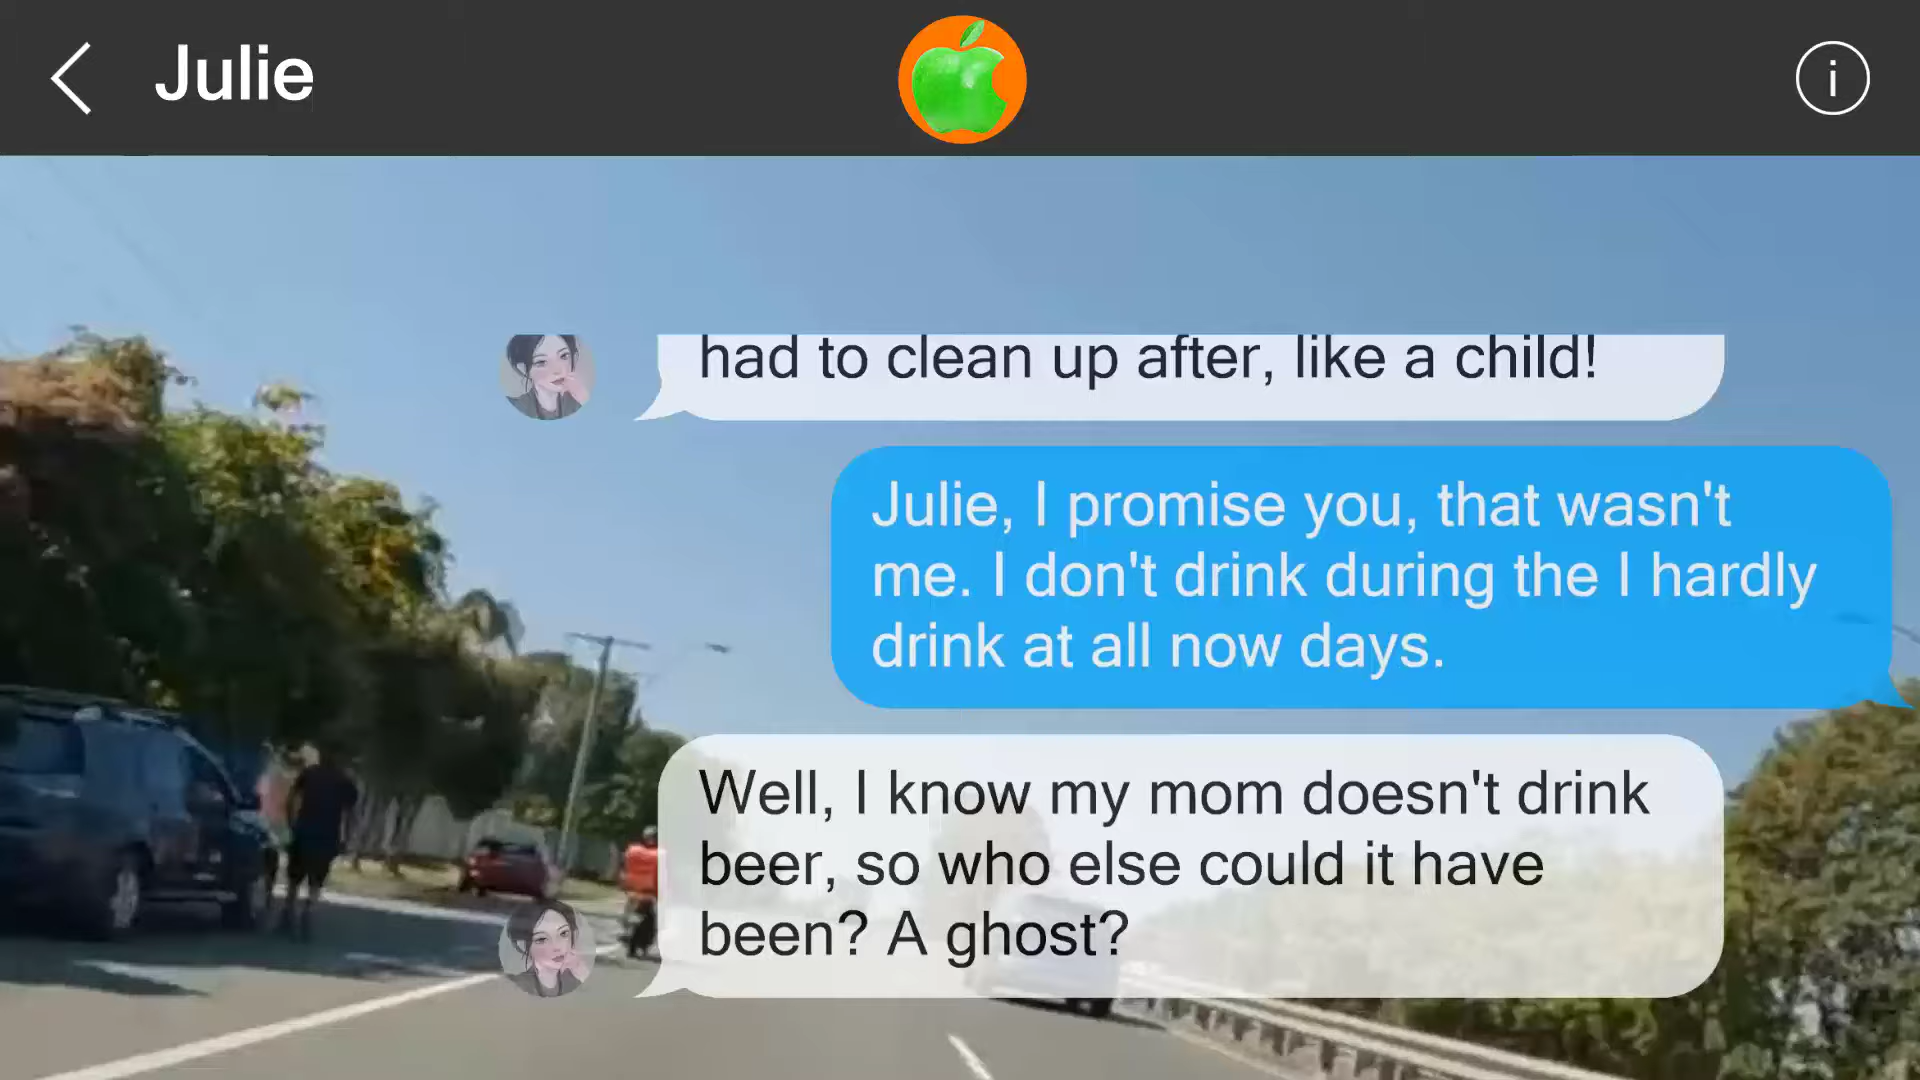 Julie
i
had to clean up after, like a child!
Julie, I promise you, that wasn't
me. I don't drink during the I hardly
drink at all now days.
Well, I know my mom doesn't drink
beer, so who else could it have
been? A ghost?